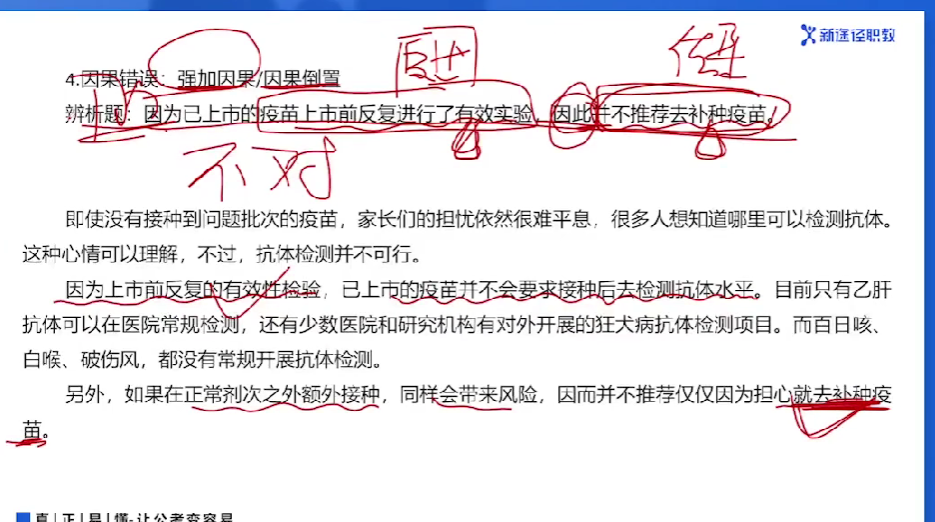 新途径职教
4.因果错误：强加因果/因果倒置
辨析题：因为已上市的疫苗上市前反复进行了有效实验，因此并不推荐去补种疫苗。
不对
即使没有接种到问题批次的疫苗，家长们的担忧依然很难平息，很多人想知道哪里可以检测抗体。
这种心情可以理解，不过，抗体检测并不可行。
因为上市前反复的有效性检验，已上市的疫苗并不会要求接种后去检测抗体水平。目前只有乙肝
抗体可以在医院常规检测，还有少数医院和研究机构有对外开展的狂犬病抗体检测项目。而百日咳、
白喉、破伤风，都没有常规开展抗体检测。
另外，如果在正常剂次之外额外接种，同样会带来风险，因而并不推荐仅仅因为担心就去补种疫
苗。
真|正|易|懂·让公考变容易